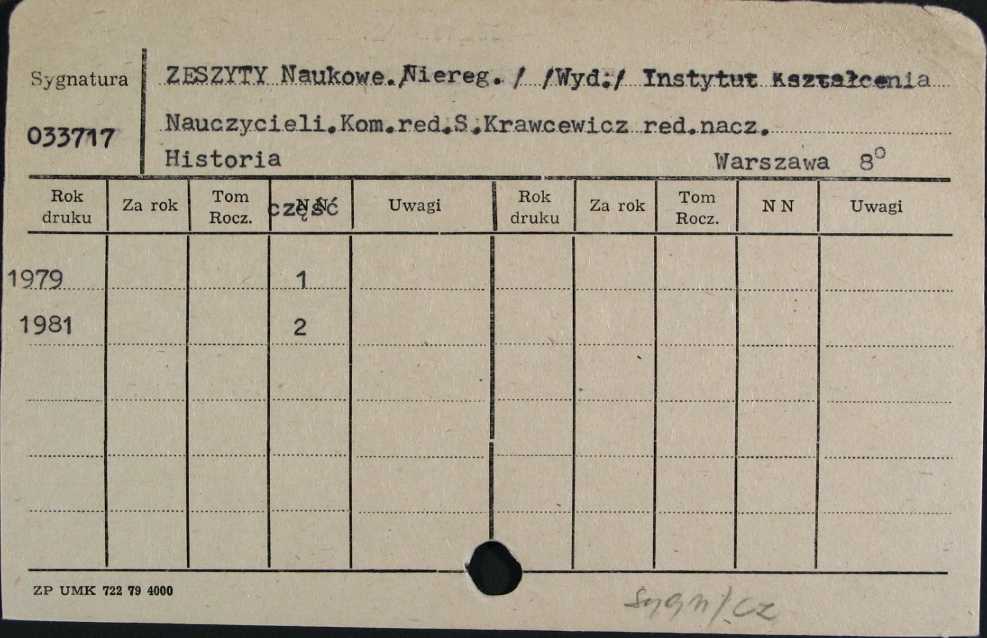 Sygnatura ZESZYTY Naukowe./Niereg./ /Wyd:/ Instytut Kształcenia
033717 Nauczycieli.Kom.red.S.Krawcewicz red.nacz.
Historia Warszawa 8°
Rok druku Za rok Tom Rocz. N N część Uwagi Rok druku Za rok Tom Rocz. N N Uwagi
1979 1
1981 2
ZP UMK 722 79 4000
sygn/cz